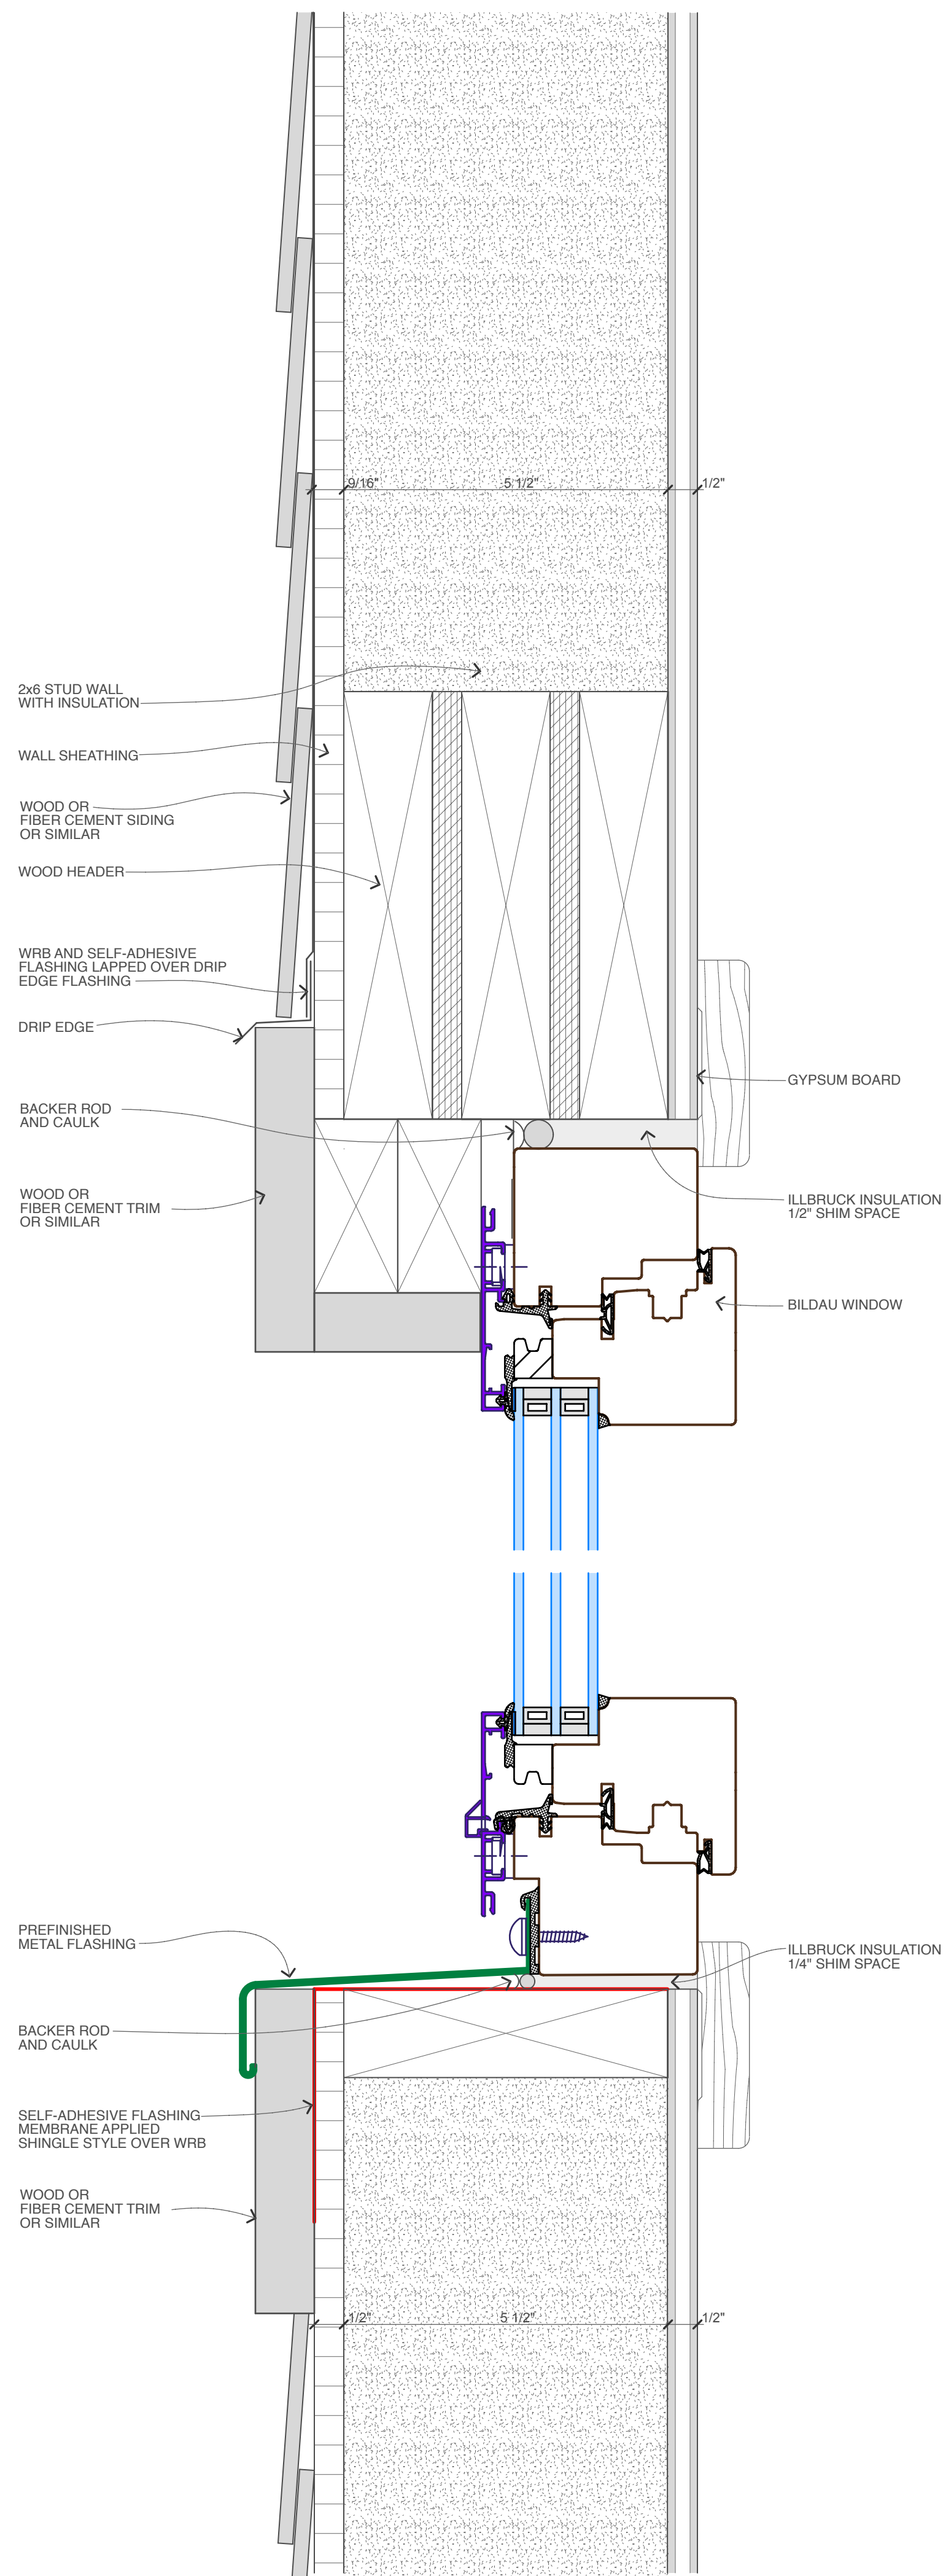 9/16" 5 1/2" 1/2"
2x6 STUD WALL
WITH INSULATION
WALL SHEATHING
WOOD OR
FIBER CEMENT SIDING
OR SIMILAR
WOOD HEADER
WRB AND SELF-ADHESIVE
FLASHING LAPPED OVER DRIP
EDGE FLASHING
DRIP EDGE
GYPSUM BOARD
BACKER ROD
AND CAULK
WOOD OR
FIBER CEMENT TRIM
OR SIMILAR
ILLBRUCK INSULATION
1/2" SHIM SPACE
BILDAU WINDOW
PREFINISHED
METAL FLASHING
ILLBRUCK INSULATION
1/4" SHIM SPACE
BACKER ROD
AND CAULK
SELF-ADHESIVE FLASHING
MEMBRANE APPLIED
SHINGLE STYLE OVER WRB
WOOD OR
FIBER CEMENT TRIM
OR SIMILAR
1/2" 5 1/2" 1/2"